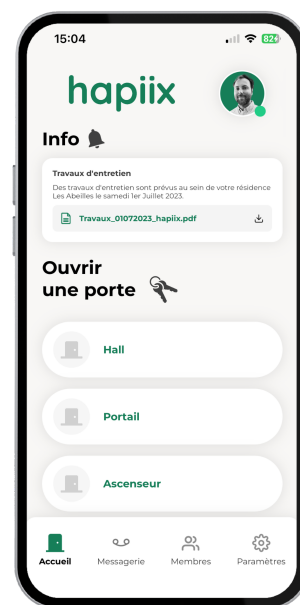 15:04
82
hapiix
Info
Travaux d'entretien
Des travaux d'entretien sont prévus au sein de votre résidence
Les Abeilles le samedi 1er Juillet 2023.
Travaux_01072023_hapiix.pdf
Ouvrir
une porte
Hall
Portail
Ascenseur
Accueil Messagerie Membres Paramètres